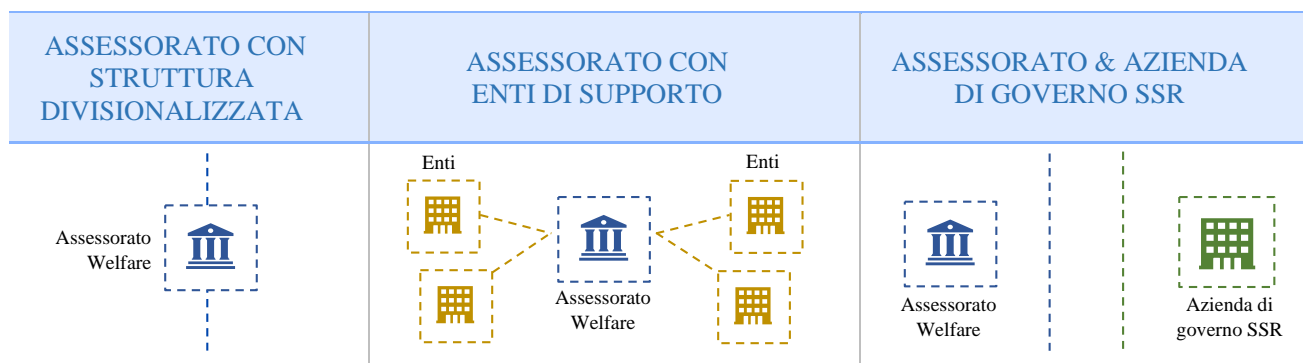 ASSESSORATO CON
STRUTTURA
DIVISIONALIZZATA
ASSESSORATO CON
ENTI DI SUPPORTO
ASSESSORATO & AZIENDA
DI GOVERNO SSR
Assessorato
Welfare
Enti
Enti
Assessorato
Welfare
Assessorato
Welfare
Azienda di
governo SSR